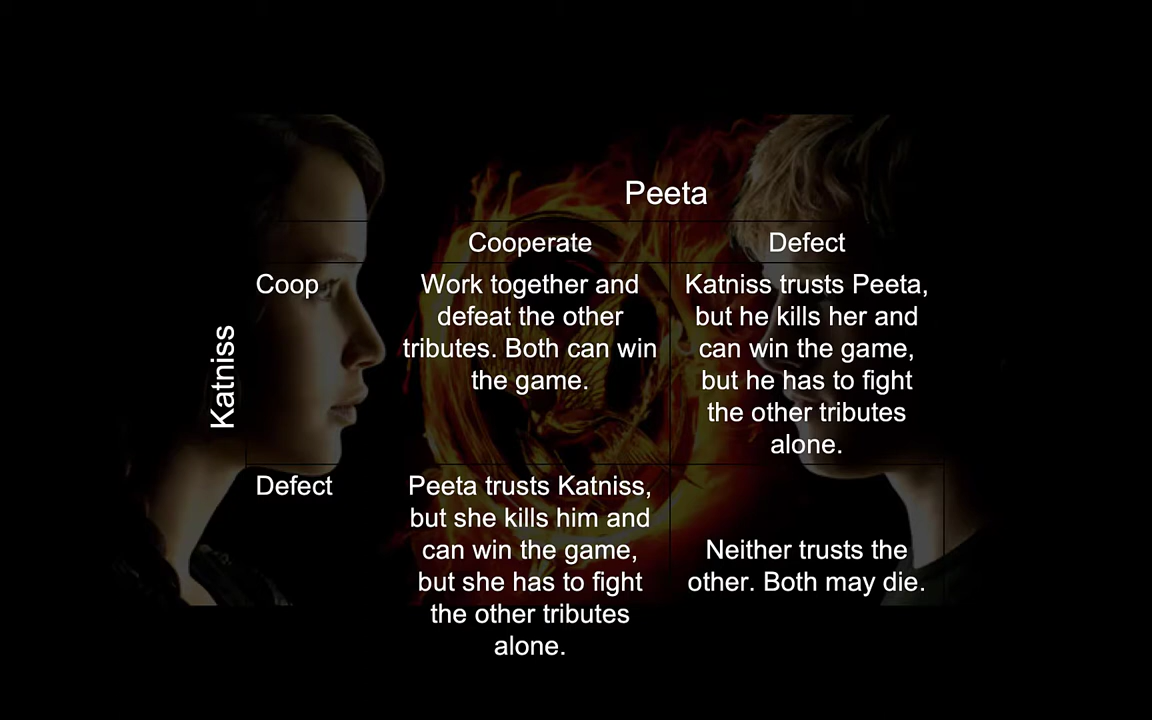 Peeta
Cooperate
Defect
Katniss
Coop
Work together and
defeat the other
tributes. Both can win
the game.
Katniss trusts Peeta,
but he kills her and
can win the game,
but he has to fight
the other tributes
alone.
Defect
Peeta trusts Katniss,
but she kills him and
can win the game,
but she has to fight
the other tributes
alone.
Neither trusts the
other. Both may die.